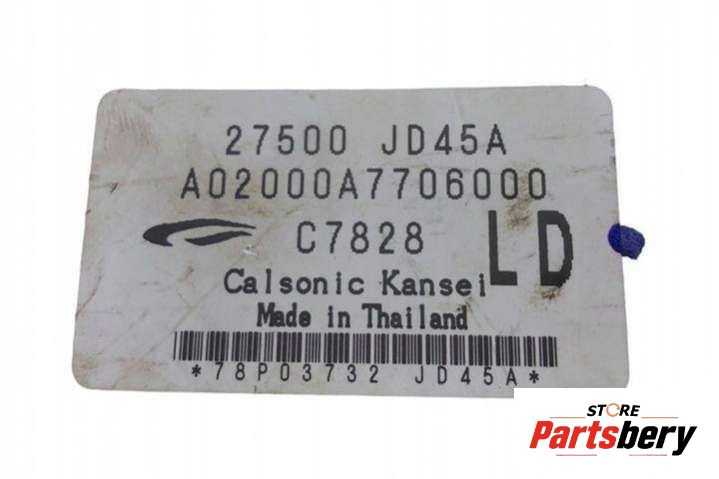 27500 JD45A
A02000A7706000
C7828 LD
Calsonic Kansei
Made in Thailand
*78P03732 JD45A*
STORE
Partsbery